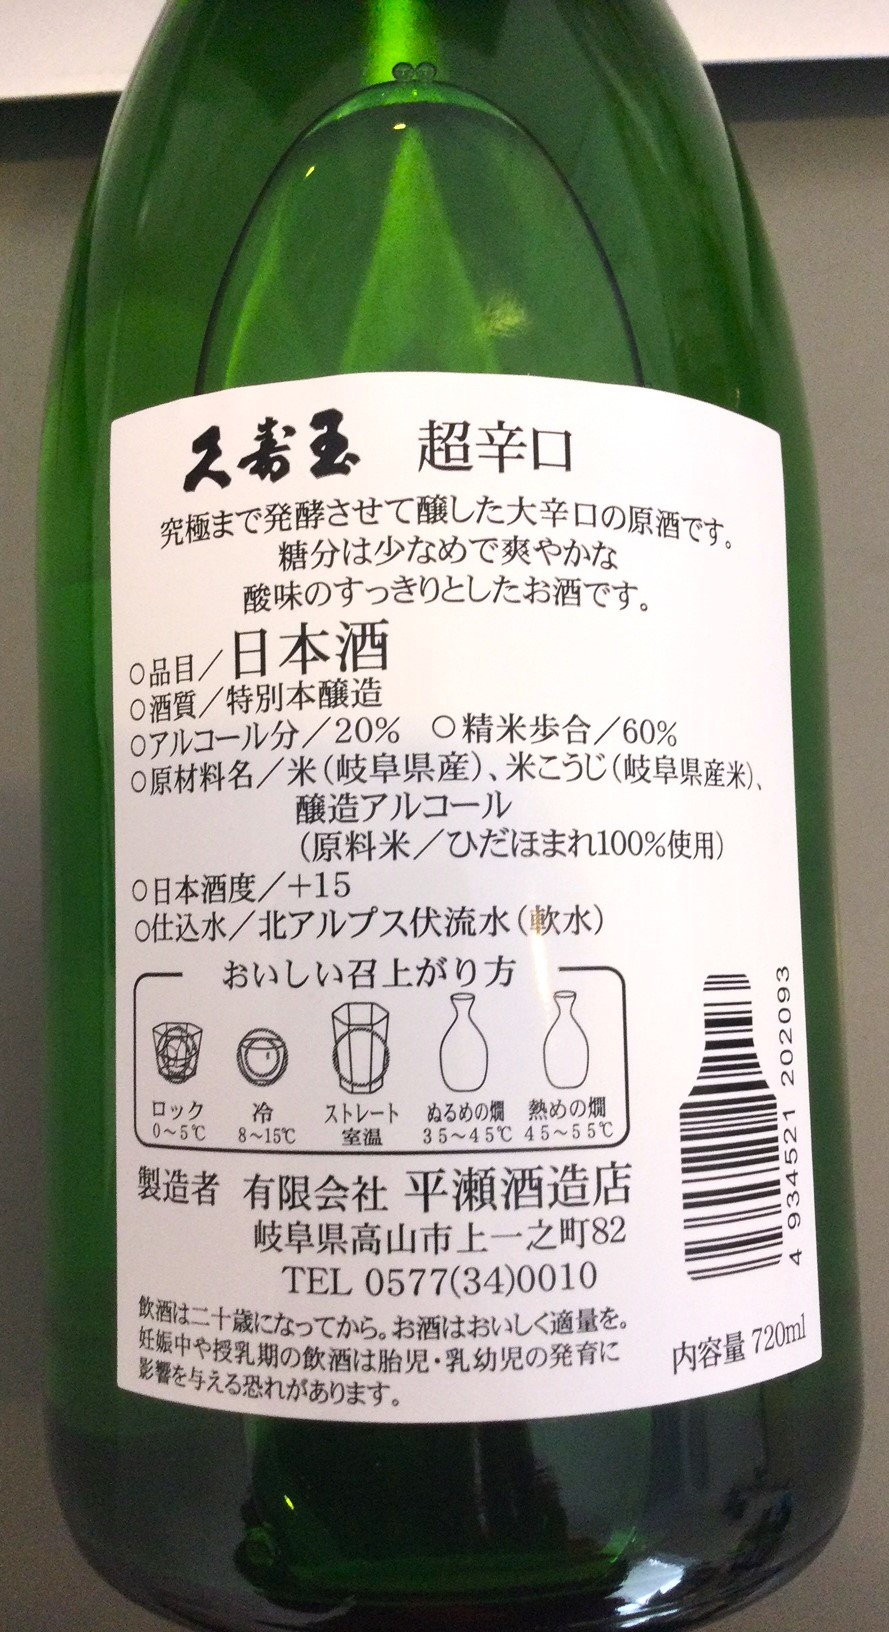 久寿玉 超辛口
究極まで発酵させて醸した大辛口の原酒です。
糖分は少なめで爽やかな
酸味のすっきりとしたお酒です。
○品目／日本酒
○酒質／特別本醸造
○アルコール分／20% ○精米歩合／60%
○原材料名／米（岐阜県産）、米こうじ（岐阜県産米）、
醸造アルコール
（原料米／ひだほまれ100%使用）
○日本酒度／+15
○仕込水／北アルプス伏流水（軟水）
おいしい召上がり方
ロック 冷 ストレート ぬるめの燗 熱めの燗
0～5℃ 8～15℃ 室温 35～45℃ 45～55℃
製造者 有限会社 平瀬酒造店
岐阜県高山市上一之町82
TEL 0577(34)0010
飲酒は二十歳になってから。お酒はおいしく適量を。
妊娠中や授乳期の飲酒は胎児・乳幼児の発育に
影響を与える恐れがあります。
内容量 720ml
4 934521 202093